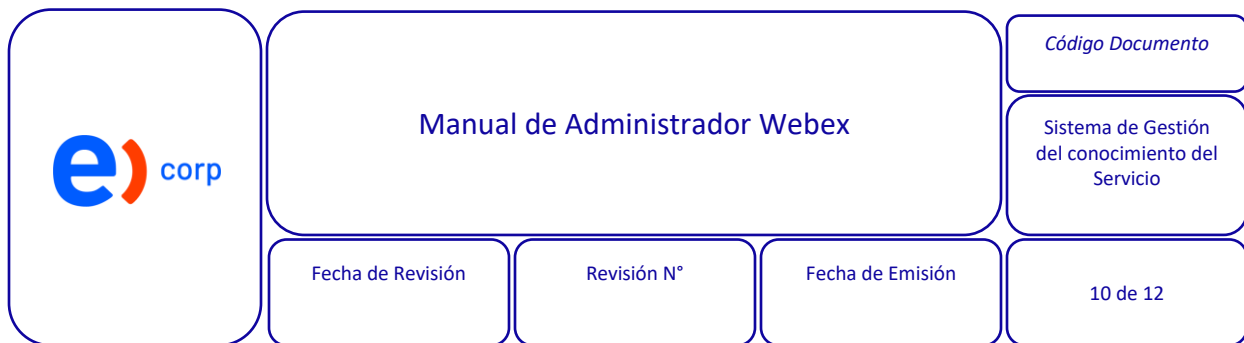 e) corp
Manual de Administrador Webex
Código Documento
Sistema de Gestión
del conocimiento del
Servicio
Fecha de Revisión
Revisión N°
Fecha de Emisión
10 de 12